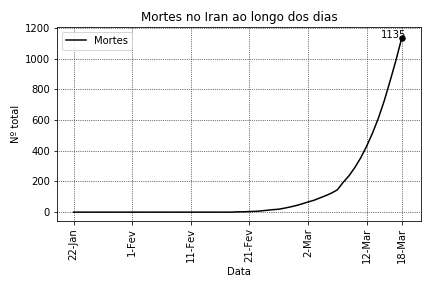 Mortes no Iran ao longo dos dias
1135
Mortes
1200
1000
800
600
400
200
0
Nº total
22-Jan
1-Fev
11-Fev
21-Fev
2-Mar
12-Mar
18-Mar
Data